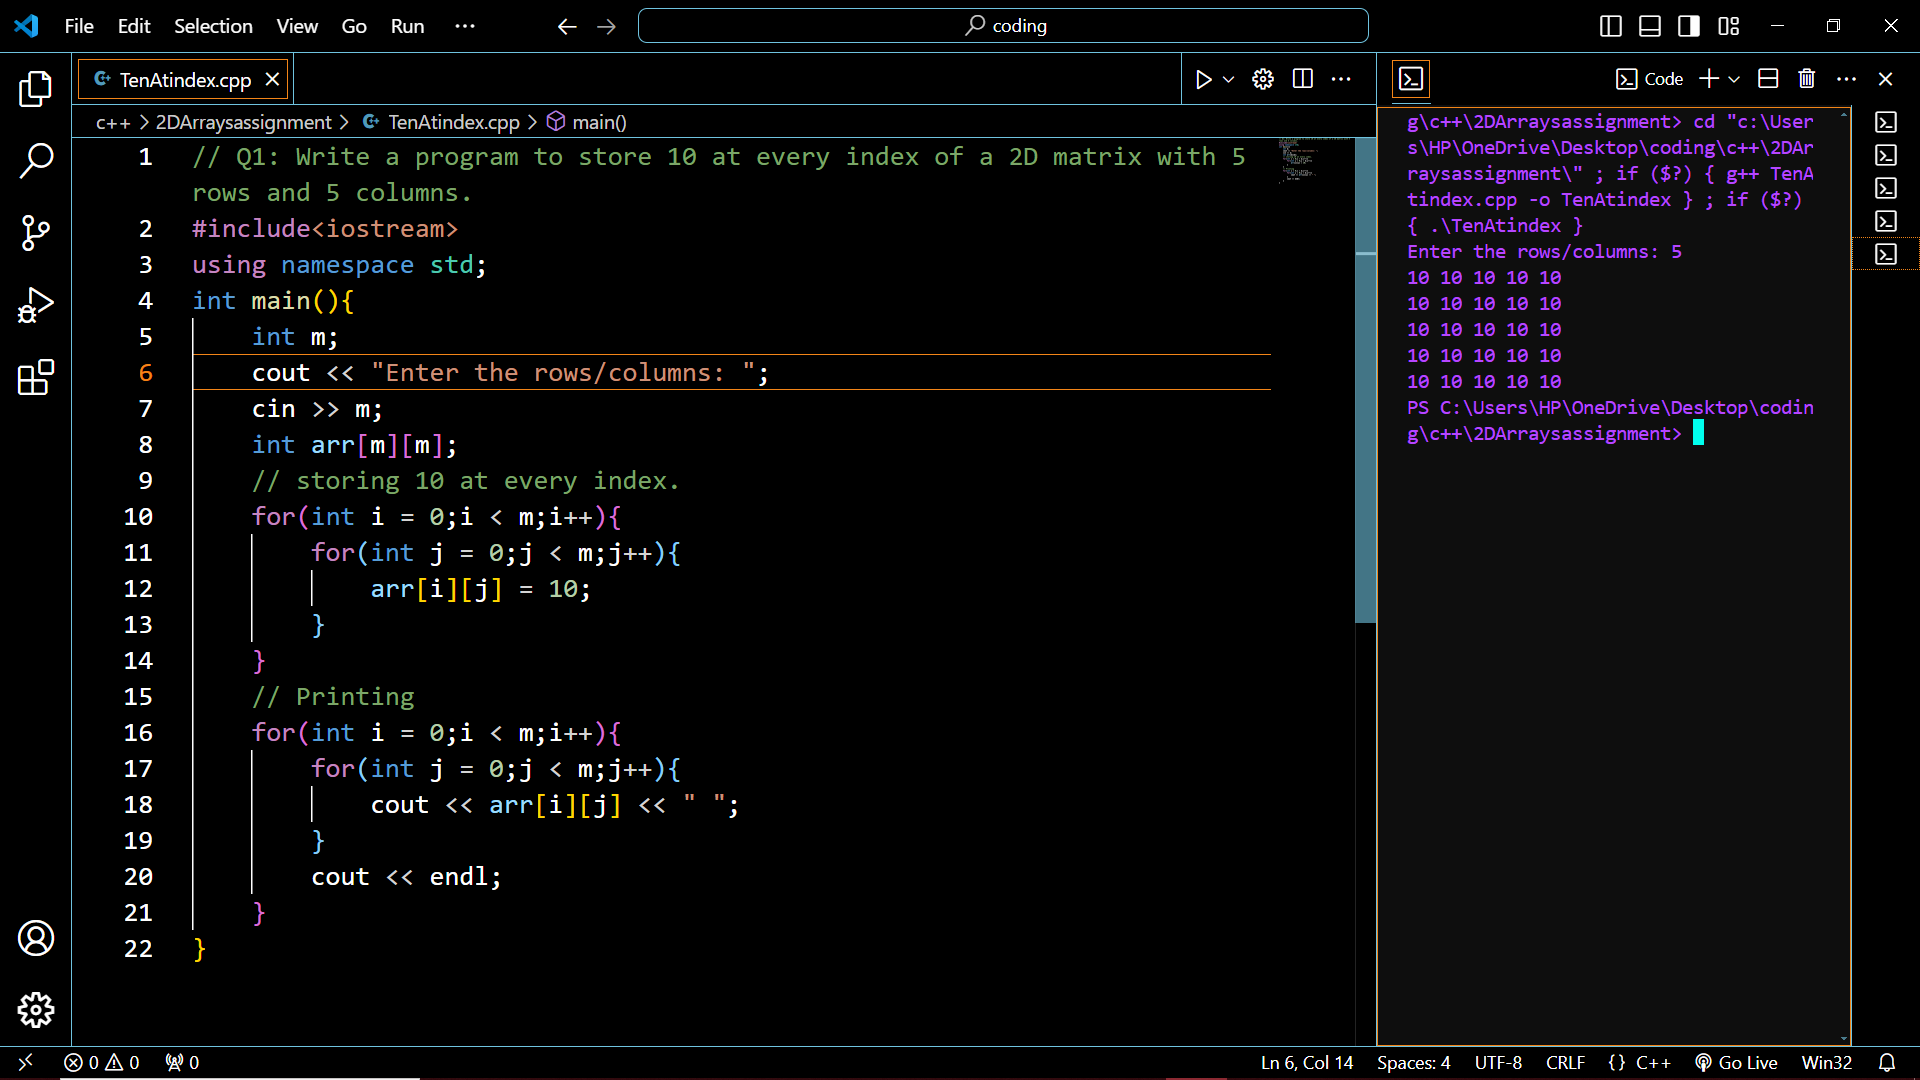 File Edit Selection View Go Run ··· coding
TenAtindex.cpp
Code
c++ > 2DArraysassignment > TenAtindex.cpp > main()
1 // Q1: Write a program to store 10 at every index of a 2D matrix with 5
rows and 5 columns.
2 #include<iostream>
3 using namespace std;
4 int main(){
5     int m;
6     cout << "Enter the rows/columns: ";
7     cin >> m;
8     int arr[m][m];
9     // storing 10 at every index.
10     for(int i = 0;i < m;i++){
11         for(int j = 0;j < m;j++){
12             arr[i][j] = 10;
13         }
14     }
15     // Printing
16     for(int i = 0;i < m;i++){
17         for(int j = 0;j < m;j++){
18             cout << arr[i][j] << " ";
19         }
20         cout << endl;
21     }
22 }
g\c++\2DArraysassignment> cd "c:\User
s\HP\OneDrive\Desktop\coding\c++\2DAr
raysassignment\" ; if ($?) { g++ TenA
tindex.cpp -o TenAtindex } ; if ($?)
{ .\TenAtindex }
Enter the rows/columns: 5
10 10 10 10 10
10 10 10 10 10
10 10 10 10 10
10 10 10 10 10
10 10 10 10 10
PS C:\Users\HP\OneDrive\Desktop\codin
g\c++\2DArraysassignment>
0 0 0 Ln 6, Col 14 Spaces: 4 UTF-8 CRLF {} C++ Go Live Win32